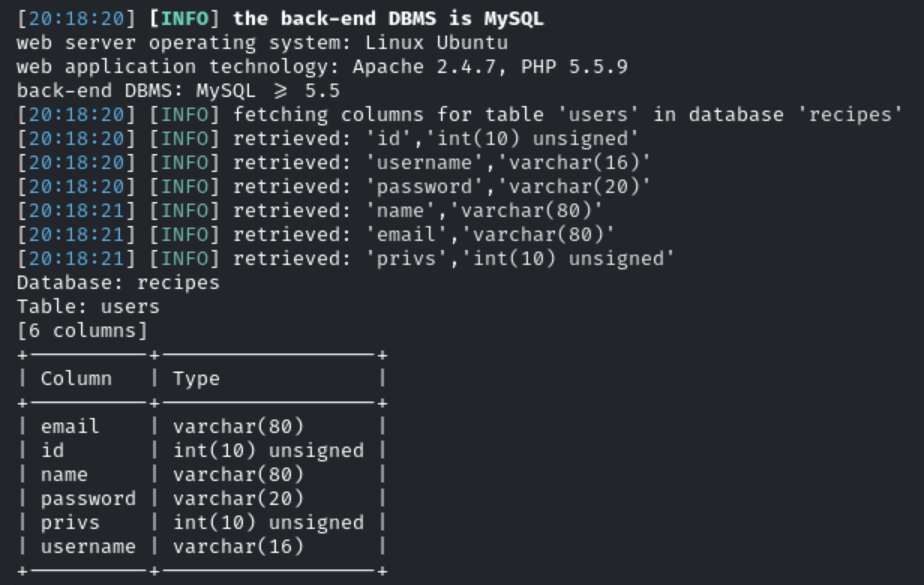 [20:18:20] [INFO] the back-end DBMS is MySQL
web server operating system: Linux Ubuntu
web application technology: Apache 2.4.7, PHP 5.5.9
back-end DBMS: MySQL ≥ 5.5
[20:18:20] [INFO] fetching columns for table 'users' in database 'recipes'
[20:18:20] [INFO] retrieved: 'id','int(10) unsigned'
[20:18:20] [INFO] retrieved: 'username','varchar(16)'
[20:18:20] [INFO] retrieved: 'password','varchar(20)'
[20:18:21] [INFO] retrieved: 'name','varchar(80)'
[20:18:21] [INFO] retrieved: 'email','varchar(80)'
[20:18:21] [INFO] retrieved: 'privs','int(10) unsigned'
Database: recipes
Table: users
[6 columns]
+----------+------------------+
| Column   | Type             |
+----------+------------------+
| email    | varchar(80)      |
| id       | int(10) unsigned |
| name     | varchar(80)      |
| password | varchar(20)      |
| privs    | int(10) unsigned |
| username | varchar(16)      |
+----------+------------------+